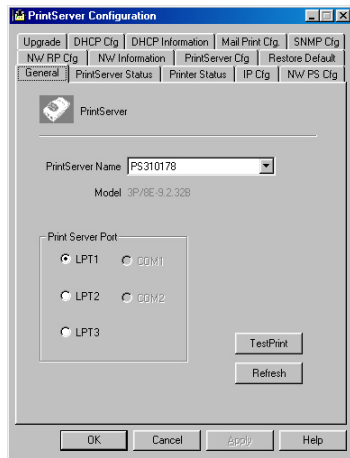 PrintServer Configuration
Upgrade DHCP Cfg DHCP Information Mail Print Cfg. SNMP Cfg
NW RP Cfg NW Information PrintServer Cfg Restore Default
General PrintServer Status Printer Status IP Cfg NW PS Cfg
PrintServer
PrintServer Name PS310178
Model 3P/8E-9.2.32B
Print Server Port
LPT1 COM1
LPT2 COM2
LPT3
TestPrint
Refresh
OK Cancel Apply Help